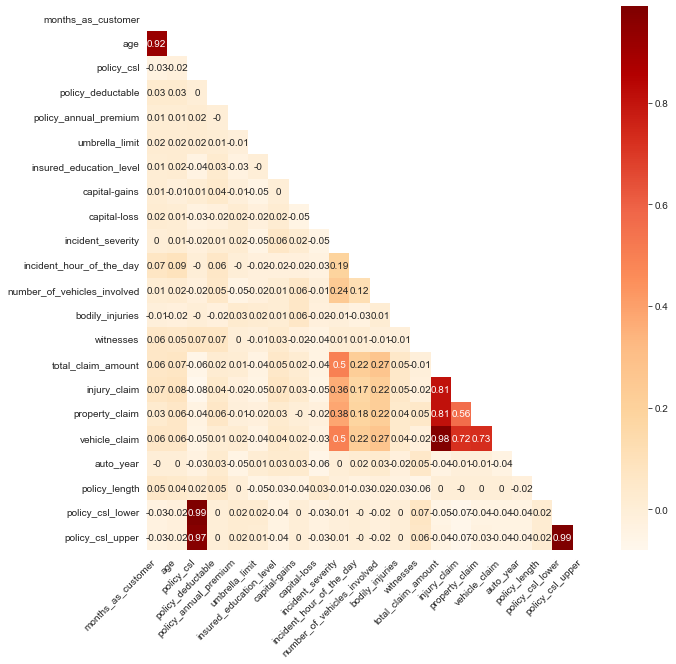 months_as_customer
age 0.92
policy_csl -0.03 -0.02
policy_deductable 0.03 0.03 0
policy_annual_premium 0.01 0.01 0.02 -0
umbrella_limit 0.02 0.02 0.02 0.01 -0.01
insured_education_level 0.01 0.02 -0.04 0.03 -0.03 -0
capital-gains 0.01 -0.01 0.01 0.04 -0.01 -0.05 0
capital-loss 0.02 0.01 -0.03 -0.02 0.02 -0.02 0.02 -0.05
incident_severity 0 0.01 -0.02 0.01 0.02 -0.05 0.06 0.02 -0.05
incident_hour_of_the_day 0.07 0.09 -0 0.06 -0 -0.02 -0.02 -0.02 -0.03 0.19
number_of_vehicles_involved 0.01 0.02 -0.02 0.05 -0.05 -0.02 0.01 0.06 -0.01 0.24 0.12
bodily_injuries -0.01 -0.02 -0 -0.02 0.03 0.02 0.01 0.06 -0.02 -0.01 -0.03 0.01
witnesses 0.06 0.05 0.07 0.07 0 -0.01 0.03 -0.02 -0.04 0.01 0.01 -0.01 -0.01
total_claim_amount 0.06 0.07 -0.06 0.02 0.01 -0.04 0.05 0.02 -0.04 0.5 0.22 0.27 0.05 -0.01
injury_claim 0.07 0.08 -0.08 0.04 -0.02 -0.05 0.07 0.03 -0.05 0.36 0.17 0.22 0.05 -0.02 0.81
property_claim 0.03 0.06 -0.04 0.06 -0.01 -0.02 0.03 -0 -0.02 0.38 0.18 0.22 0.04 0.05 0.81 0.56
vehicle_claim 0.06 0.06 -0.05 0.01 0.02 -0.04 0.04 0.02 -0.03 0.5 0.22 0.27 0.04 -0.02 0.98 0.72 0.73
auto_year -0 0 -0.03 0.03 -0.05 0.01 0.03 0.03 -0.06 0 0.02 0.03 -0.02 0.05 -0.04 -0.01 -0.01 -0.04
policy_length 0.05 0.04 0.02 0.05 0 -0.05 -0.03 -0.04 0.03 -0.01 -0.03 -0.02 -0.03 -0.06 0 -0 0 0 -0.02
policy_csl_lower -0.03 -0.02 0.99 0 0.02 0.02 -0.04 0 -0.03 -0.01 -0 -0.02 0 0.07 -0.05 -0.07 -0.04 -0.04 -0.04 0.02
policy_csl_upper -0.03 -0.02 0.97 0 0.02 0.01 -0.04 0 -0.03 -0.01 0 -0.02 0 0.06 -0.04 -0.07 -0.03 -0.04 -0.04 0.02 0.99
months_as_customer
age
policy_csl
policy_deductable
policy_annual_premium
umbrella_limit
insured_education_level
capital-gains
capital-loss
incident_severity
incident_hour_of_the_day
number_of_vehicles_involved
bodily_injuries
witnesses
total_claim_amount
injury_claim
property_claim
vehicle_claim
auto_year
policy_length
policy_csl_lower
policy_csl_upper
0.8
0.6
0.4
0.2
0.0